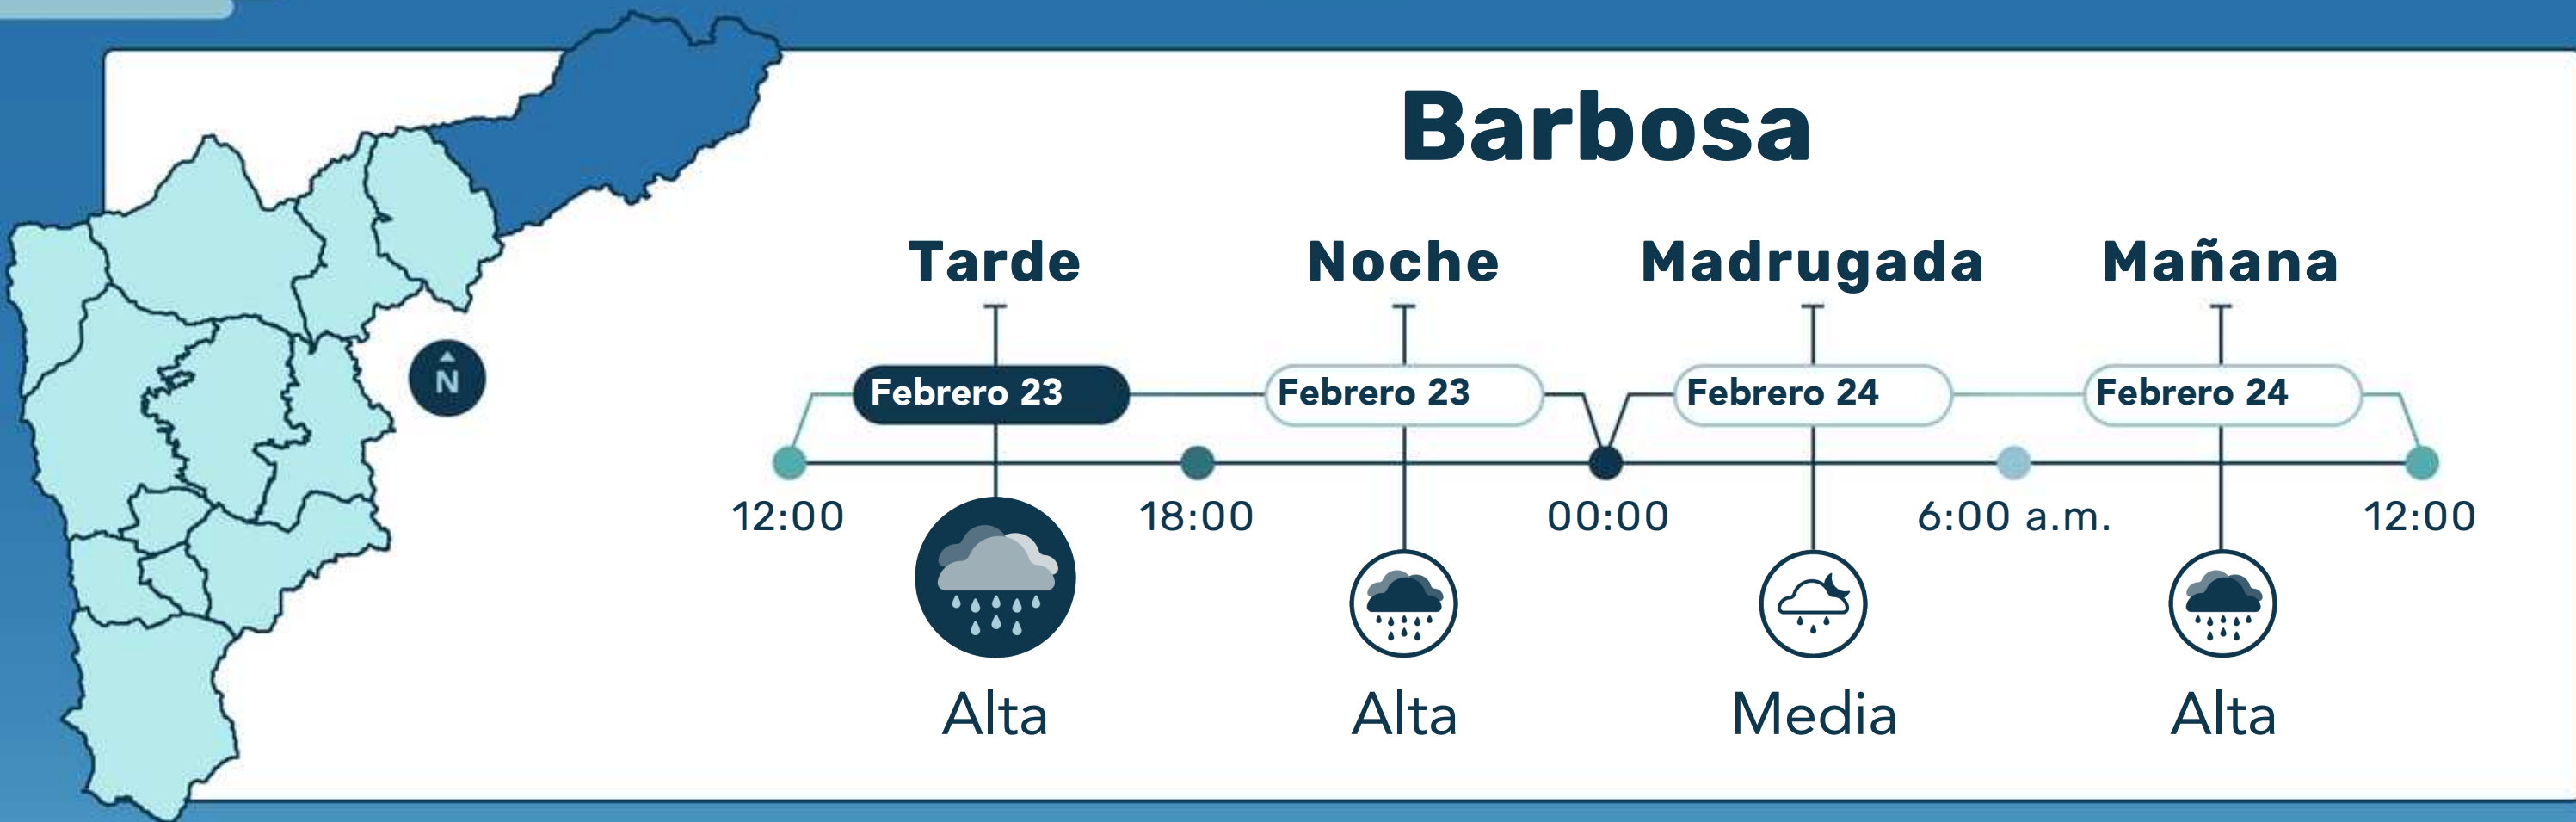 Barbosa
Tarde Noche Madrugada Mañana
Febrero 23 Febrero 23 Febrero 24 Febrero 24
N
12:00 18:00 00:00 6:00 a.m. 12:00
Alta Alta Media Alta